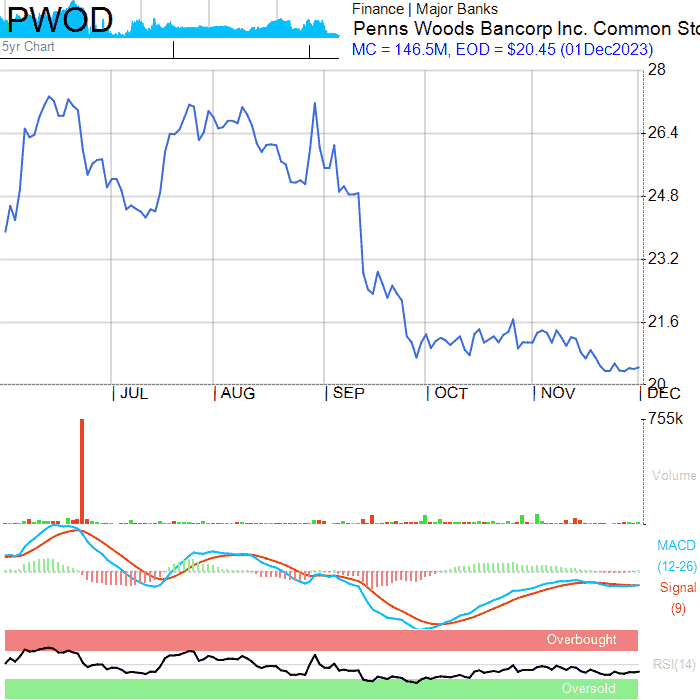 PWOD
5yr Chart
Finance | Major Banks
Penns Woods Bancorp Inc. Common Sto
MC = 146.5M, EOD = $20.45 (01Dec2023)
28
26.4
24.8
23.2
21.6
20
JUL AUG SEP OCT NOV DEC
755k
Volume
MACD
(12-26)
Signal
(9)
Overbought
RSI(14)
Oversold